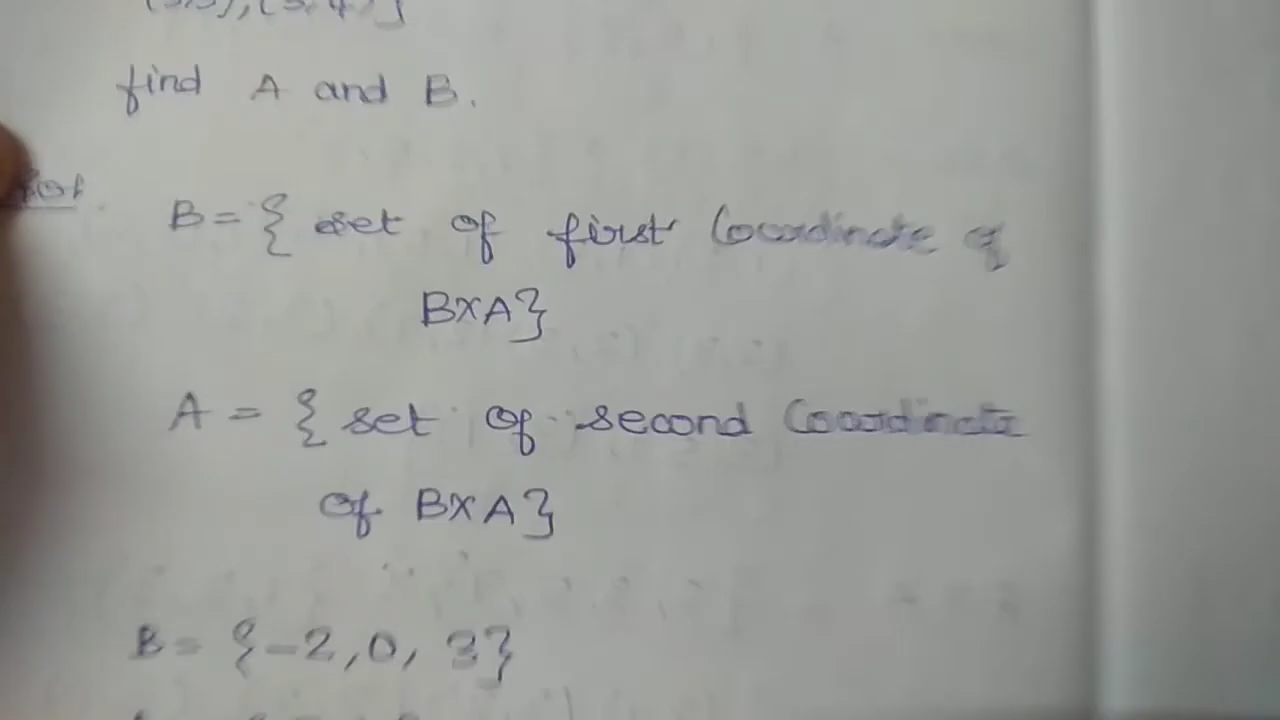 find A and B.
Sol.
B = { set of first Coordinate of
BXA}
A = { set of second Coordinate
of BXA}
B = {-2, 0, 3}